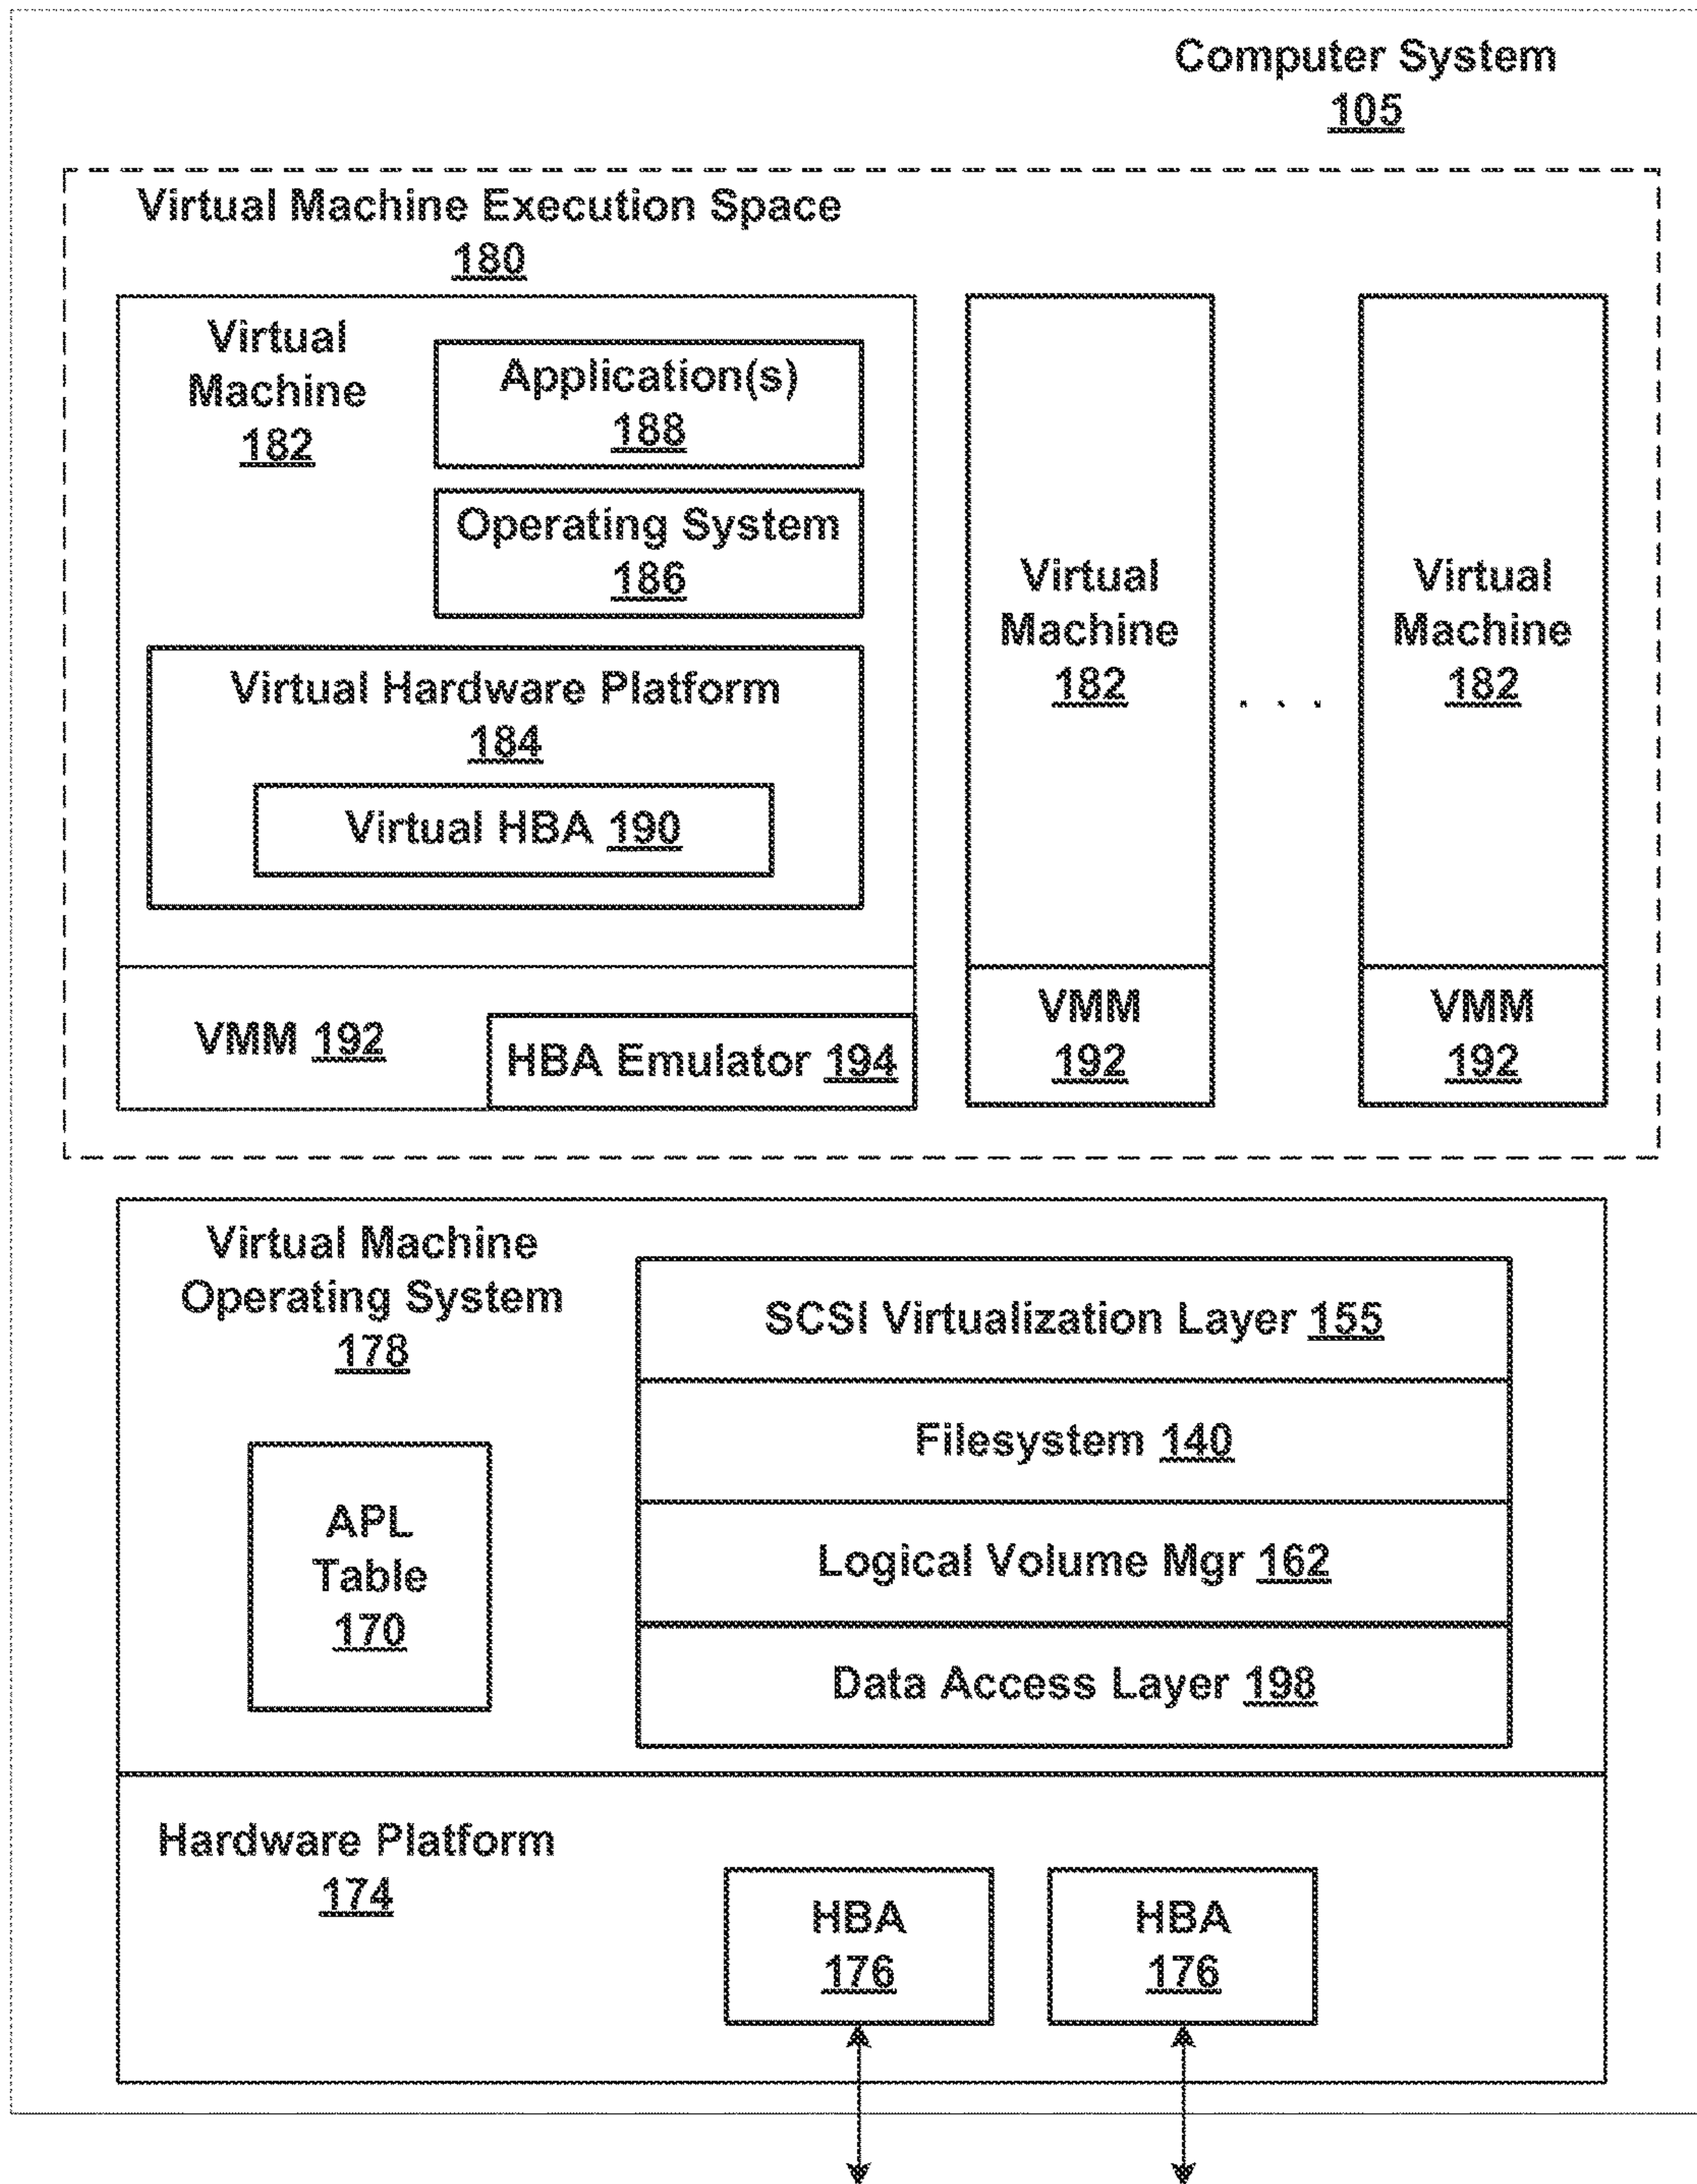 Computer System
105
Virtual Machine Execution Space
180
Virtual
Machine
182
Application(s)
188
Operating System
186
Virtual Hardware Platform
184
Virtual HBA 190
VMM 192
HBA Emulator 194
Virtual
Machine
182
VMM
192
. . .
Virtual
Machine
182
VMM
192
Virtual Machine
Operating System
178
APL
Table
170
SCSI Virtualization Layer 155
Filesystem 140
Logical Volume Mgr 162
Data Access Layer 198
Hardware Platform
174
HBA
176
HBA
176